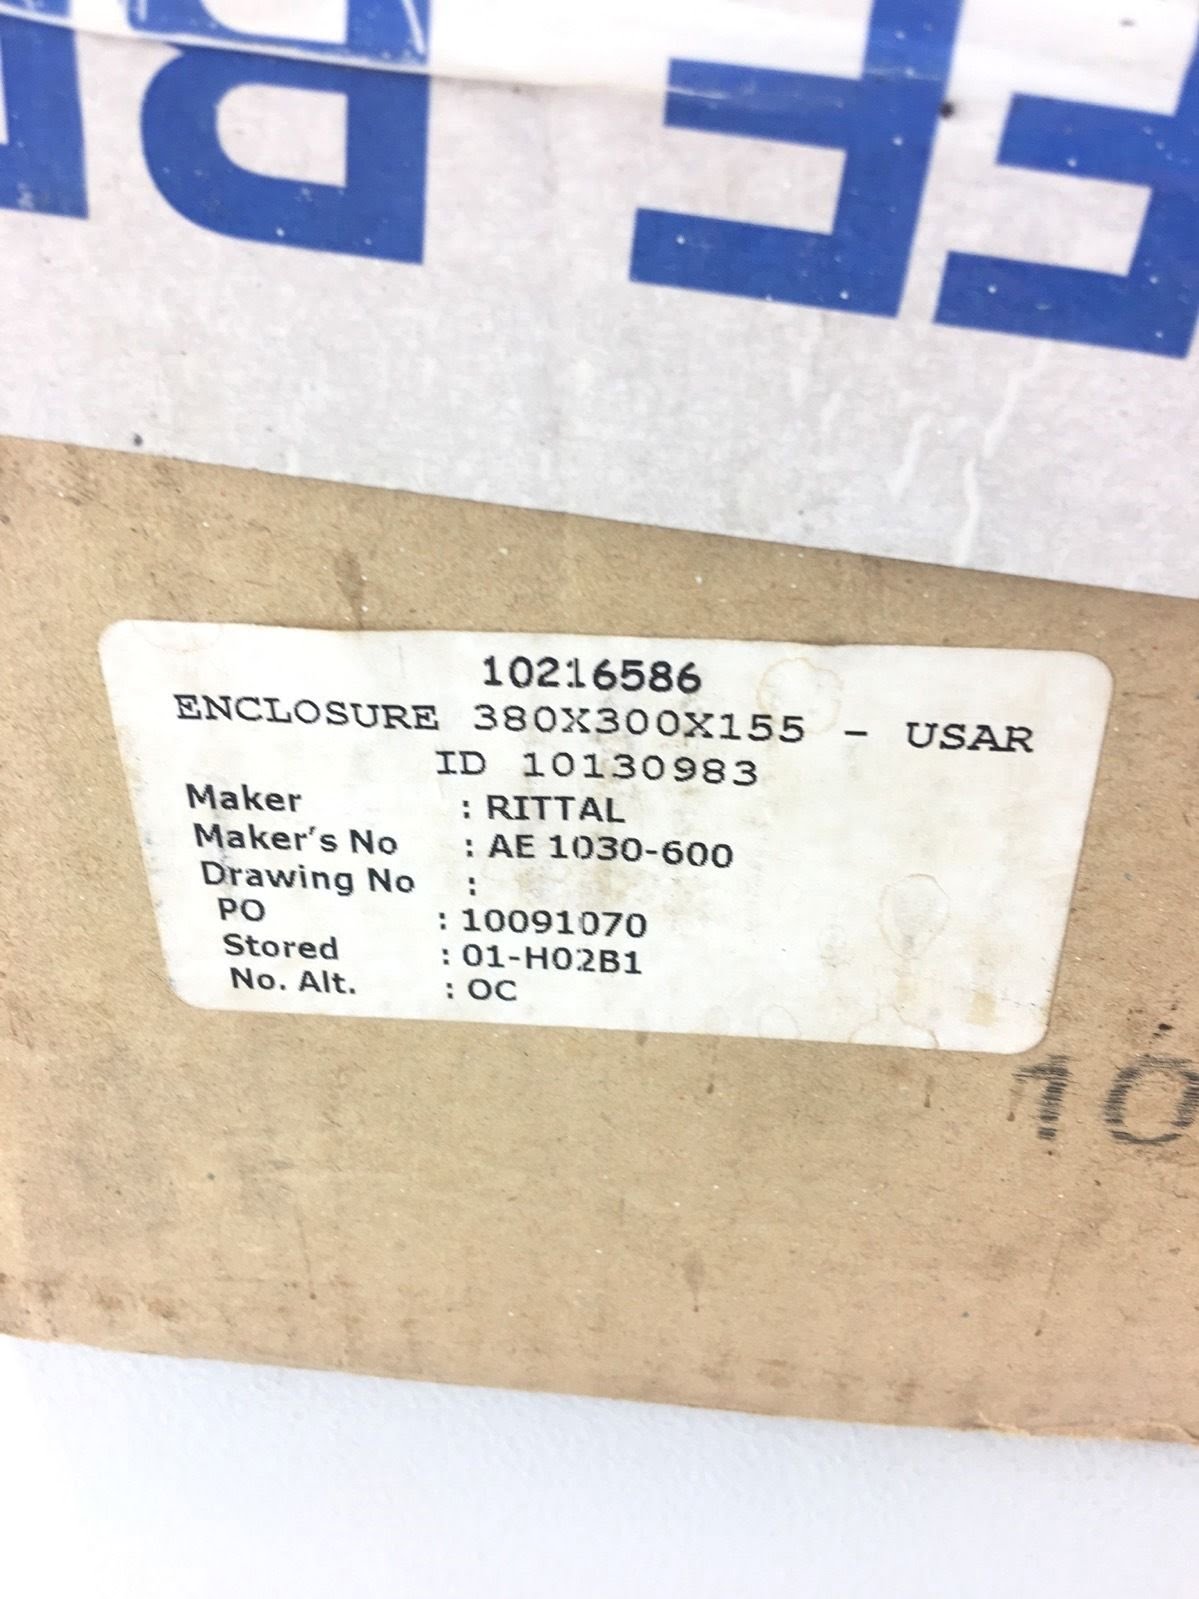 10216586
ENCLOSURE 380X300X155 - USAR
ID 10130983
Maker : RITTAL
Maker's No : AE 1030-600
Drawing No :
PO : 10091070
Stored : 01-H02B1
No. Alt. : OC
10